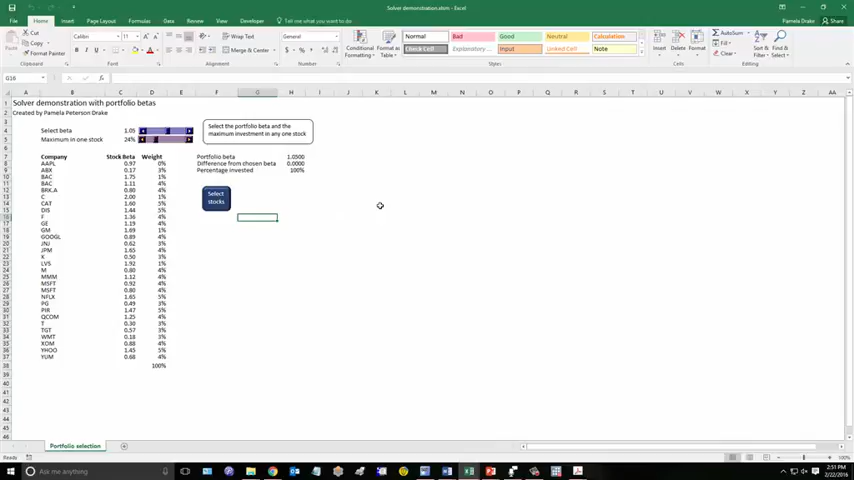 Solver demonstration.xlsm - Excel
File Home Insert Page Layout Formulas Data Review View Developer Tell me what you want to do
Pamela Drake Share
Cut
Copy
Format Painter
Paste
Calibri 11
Wrap Text
Merge & Center
General
Conditional Formatting
Format as Table
Normal Bad Good Neutral Calculation
Check Cell Explanatory ... Input Linked Cell Note
Insert Delete Format
AutoSum
Fill
Clear
Sort & Filter
Find & Select
Clipboard Font Alignment Number Styles Cells Editing
G16
A B C D E F G H I J K L M N O P Q R S T U V W X Y Z AA
Solver demonstration with portfolio betas
Created by Pamela Peterson Drake
Select beta 1.05
Maximum in one stock 24%
Select the portfolio beta and the
maximum investment in any one stock
Company Stock Beta Weight
AAPL 0.97 0%
ABX 0.17 3%
BAC 1.75 1%
BAC 1.11 4%
BRK.A 0.80 4%
C 2.00 1%
CAT 1.60 5%
DIS 1.44 5%
F 1.36 4%
GE 1.19 4%
GM 1.69 1%
GOOGL 0.89 4%
JNJ 0.62 3%
JPM 1.65 4%
K 0.50 3%
LVS 1.92 1%
M 0.80 4%
MMM 1.12 4%
MSFT 0.92 4%
MSFT 0.80 4%
NFLX 1.65 5%
PG 0.49 3%
PIR 1.47 5%
QCOM 1.25 4%
T 0.30 3%
TGT 0.57 3%
WMT 0.18 3%
XOM 0.88 4%
YHOO 1.45 5%
YUM 0.68 4%
100%
Portfolio beta 1.0500
Difference from chosen beta 0.0000
Percentage invested 100%
Select
stocks
Portfolio selection
Ready
100%
Ask me anything
2:51 PM
2/22/2016